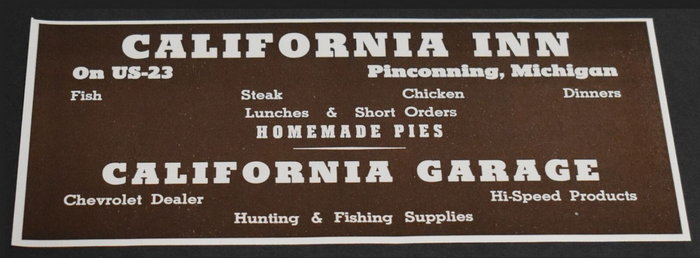 CALIFORNIA INN
On US-23 Pinconning, Michigan
Fish Steak Chicken Dinners
Lunches & Short Orders
HOMEMADE PIES
CALIFORNIA GARAGE
Chevrolet Dealer Hi-Speed Products
Hunting & Fishing Supplies